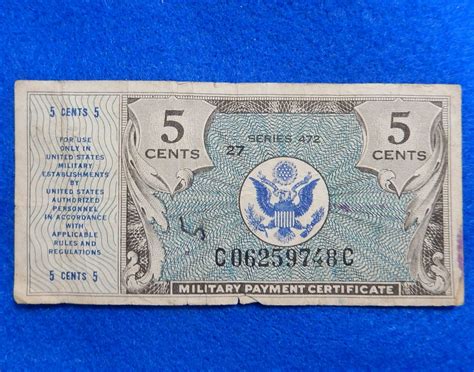 5 CENTS 5
FOR USE
ONLY IN
UNITED STATES
MILITARY
ESTABLISHMENTS
BY
UNITED STATES
AUTHORIZED
PERSONNEL
IN ACCORDANCE
WITH
APPLICABLE
RULES AND
REGULATIONS
5 CENTS 5
5
CENTS
SERIES 472
27
5
CENTS
5
C06259748C
MILITARY PAYMENT CERTIFICATE